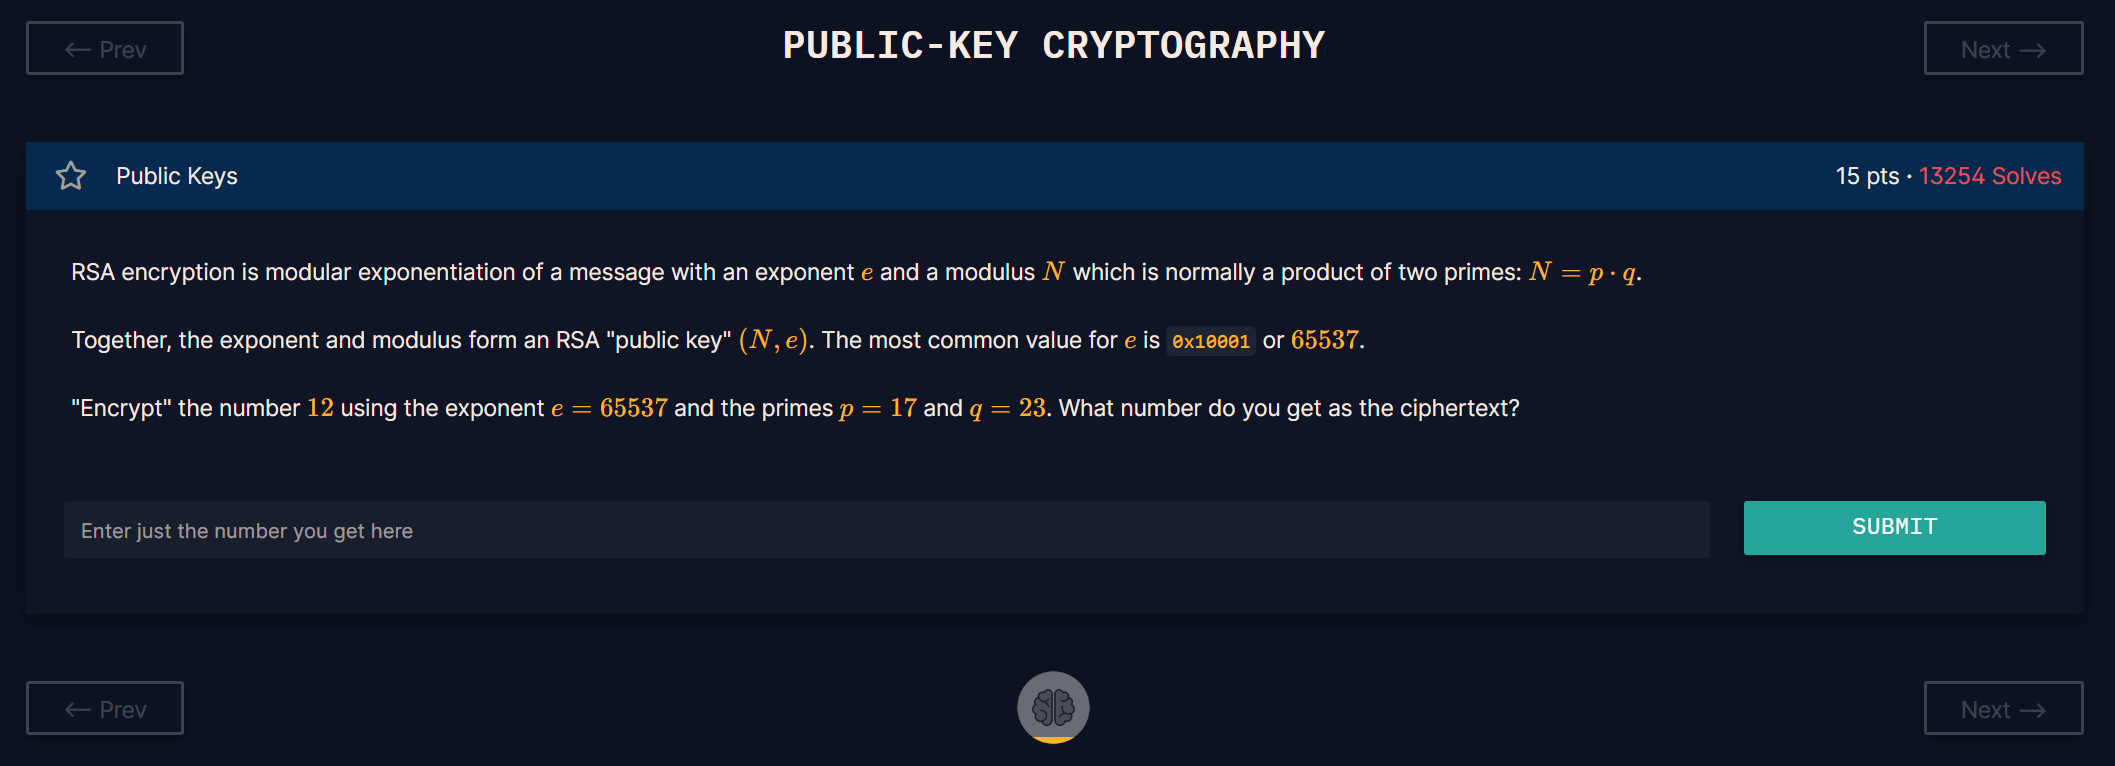 ← Prev
PUBLIC-KEY CRYPTOGRAPHY
Next →
Public Keys
15 pts · 13254 Solves
RSA encryption is modular exponentiation of a message with an exponent e and a modulus N which is normally a product of two primes: N = p · q.
Together, the exponent and modulus form an RSA "public key" (N, e). The most common value for e is 0x10001 or 65537.
"Encrypt" the number 12 using the exponent e = 65537 and the primes p = 17 and q = 23. What number do you get as the ciphertext?
Enter just the number you get here
SUBMIT
← Prev
Next →